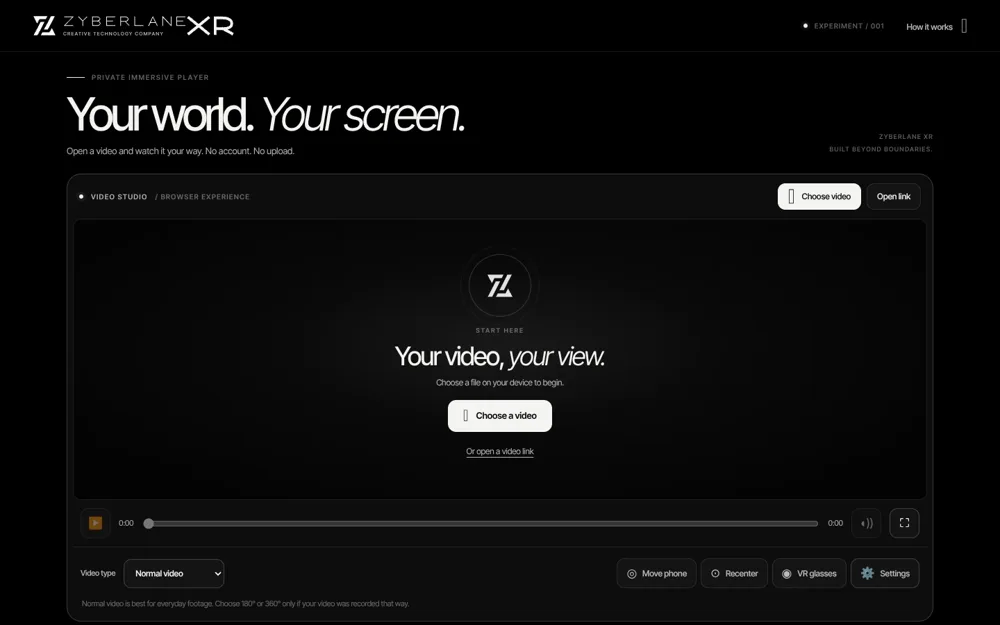 ZYBERLANE XR
CREATIVE TECHNOLOGY COMPANY
EXPERIMENT / 001
How it works
PRIVATE IMMERSIVE PLAYER
Your world. Your screen.
Open a video and watch it your way. No account. No upload.
ZYBERLANE XR
BUILT BEYOND BOUNDARIES.
VIDEO STUDIO / BROWSER EXPERIENCE
Choose video
Open link
START HERE
Your video, your view.
Choose a file on your device to begin.
Choose a video
Or open a video link
0:00
0:00
Video type
Normal video
Move phone
Recenter
VR glasses
Settings
Normal video is best for everyday footage. Choose 180° or 360° only if your video was recorded that way.